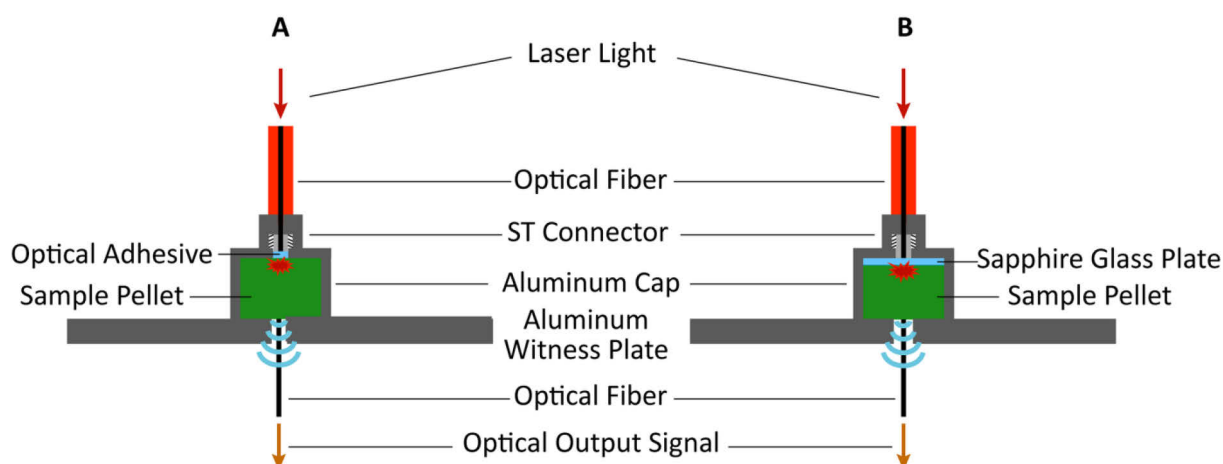 A
B
Laser Light
Optical Fiber
ST Connector
Optical Adhesive
Sapphire Glass Plate
Sample Pellet
Aluminum Cap
Sample Pellet
Aluminum
Witness Plate
Optical Fiber
Optical Output Signal